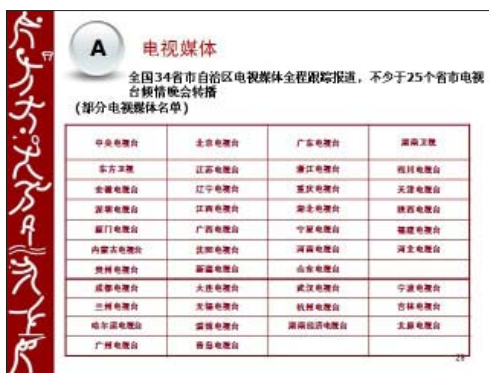 A 电视媒体
全国34省市自治区电视媒体全程跟踪报道，不少于25个省市电视
台倾情晚会转播
(部分电视媒体名单)
中央电视台 北京电视台 广东电视台 湖南卫视
东方卫视 江苏电视台 浙江电视台 四川电视台
安徽电视台 辽宁电视台 重庆电视台 天津电视台
深圳电视台 江西电视台 湖北电视台 陕西电视台
厦门电视台 广西电视台 宁夏电视台 福建电视台
内蒙古电视台 沈阳电视台 河南电视台 河北电视台
贵州电视台 新疆电视台 山东电视台
成都电视台 大连电视台 武汉电视台 宁波电视台
兰州电视台 无锡电视台 杭州电视台 吉林电视台
哈尔滨电视台 淄博电视台 湖南经济电视台 太原电视台
广州电视台 青岛电视台
28